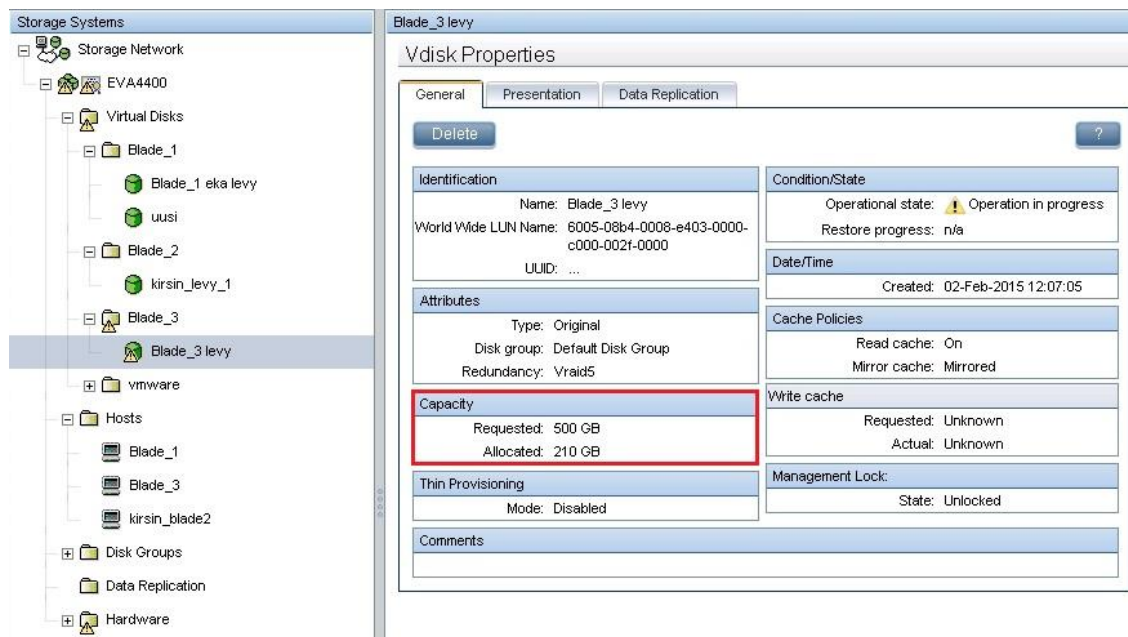 Storage Systems
Storage Network
EVA4400
Virtual Disks
Blade_1
Blade_1 eka levy
uusi
Blade_2
kirsin_levy_1
Blade_3
Blade_3 levy
vmware
Hosts
Blade_1
Blade_3
kirsin_blade2
Disk Groups
Data Replication
Hardware
Blade_3 levy
Vdisk Properties
General Presentation Data Replication
Delete ?
Identification
Name: Blade_3 levy
World Wide LUN Name: 6005-08b4-0008-e403-0000-
c000-002f-0000
UUID: ...
Attributes
Type: Original
Disk group: Default Disk Group
Redundancy: Vraid5
Capacity
Requested: 500 GB
Allocated: 210 GB
Thin Provisioning
Mode: Disabled
Condition/State
Operational state: Operation in progress
Restore progress: n/a
Date/Time
Created: 02-Feb-2015 12:07:05
Cache Policies
Read cache: On
Mirror cache: Mirrored
Write cache
Requested: Unknown
Actual: Unknown
Management Lock:
State: Unlocked
Comments